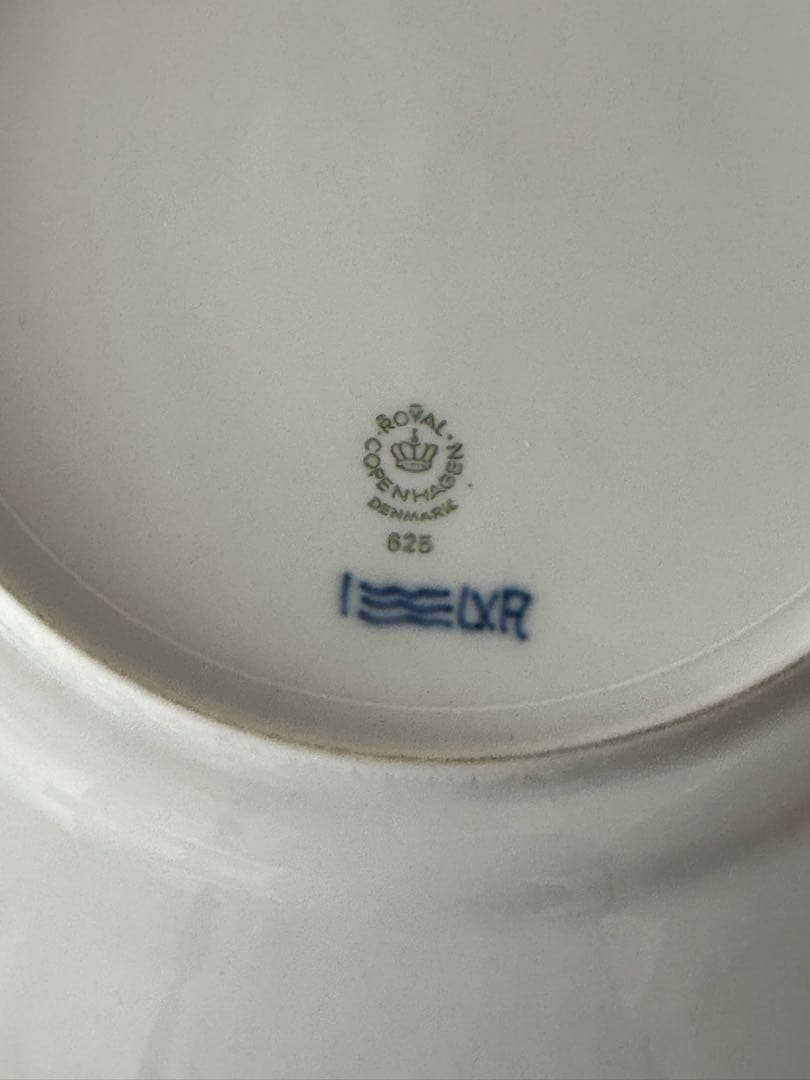 ROYAL
COPENHAGEN
DENMARK
625